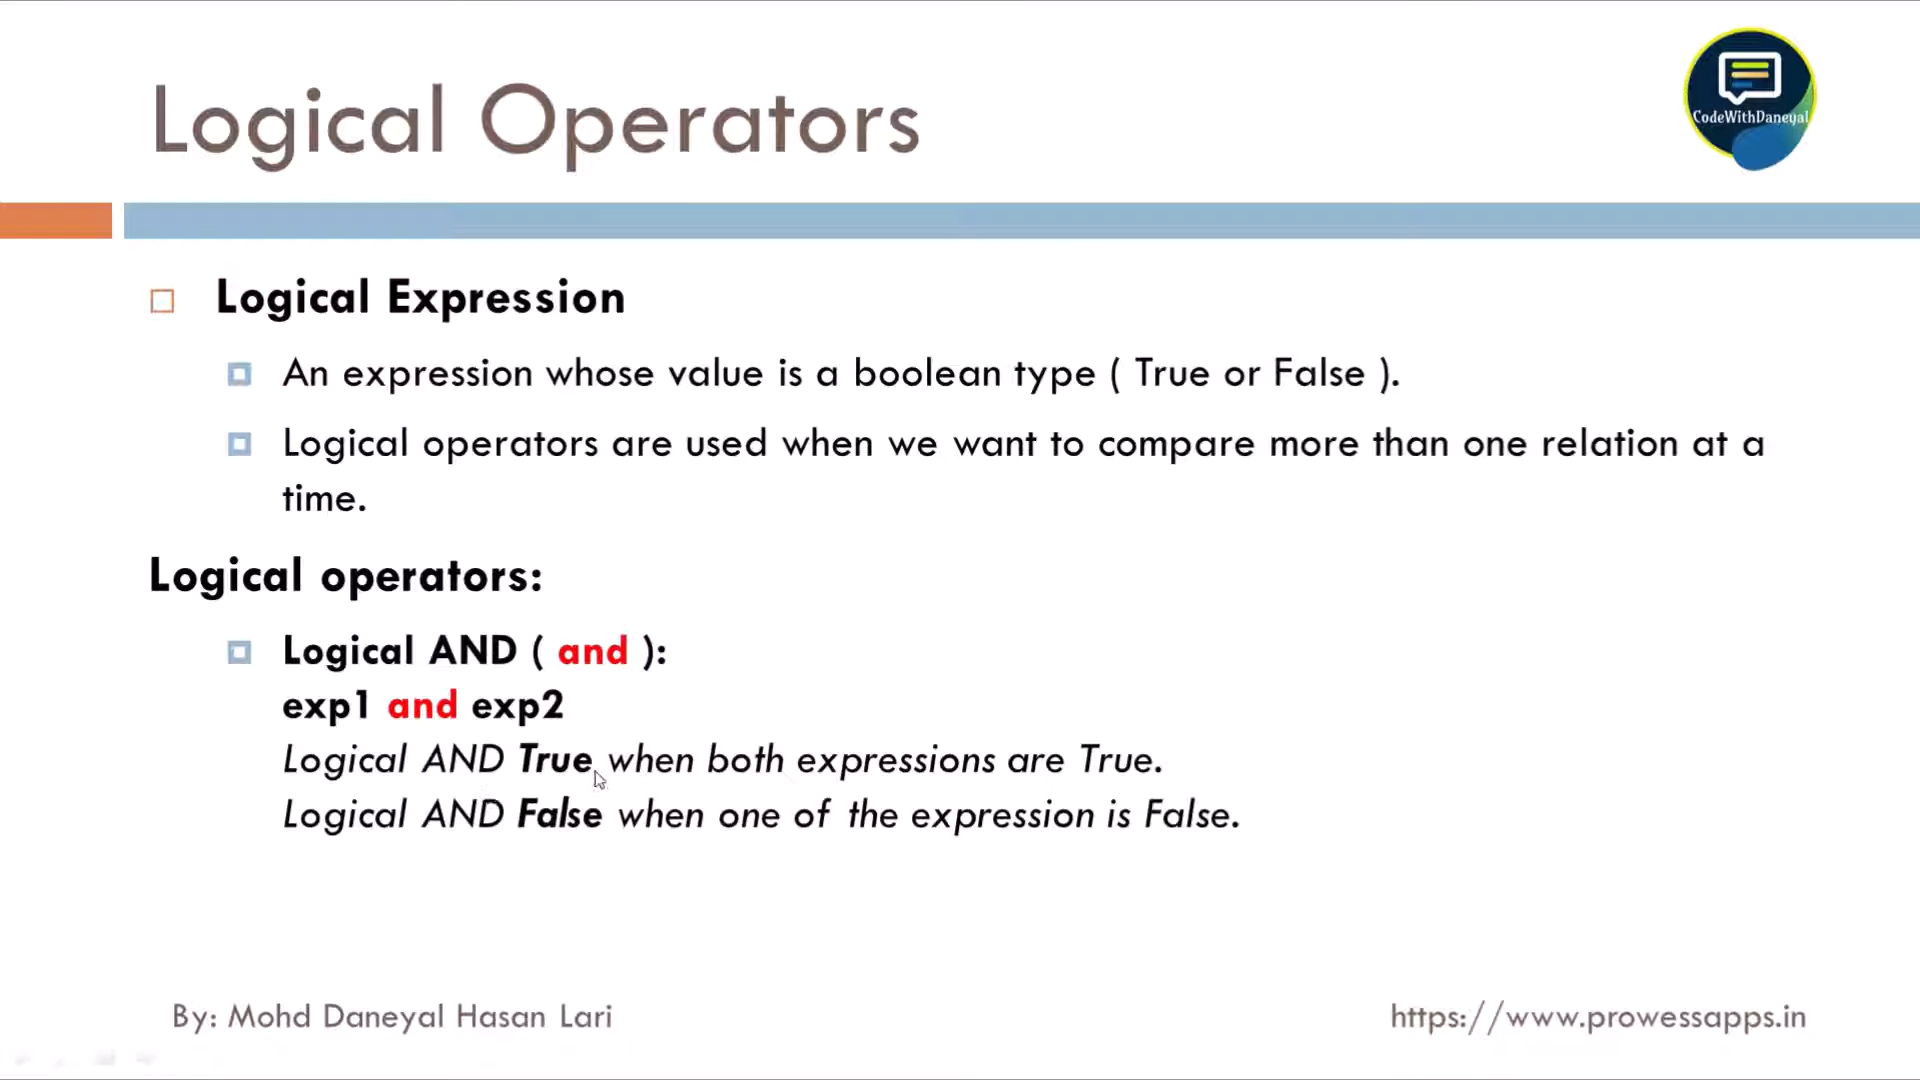 Logical Operators
CodeWithDaneyal
Logical Expression
An expression whose value is a boolean type ( True or False ).
Logical operators are used when we want to compare more than one relation at a
time.
Logical operators:
Logical AND ( and ):
exp1 and exp2
Logical AND True when both expressions are True.
Logical AND False when one of the expression is False.
By: Mohd Daneyal Hasan Lari
https://www.prowessapps.in